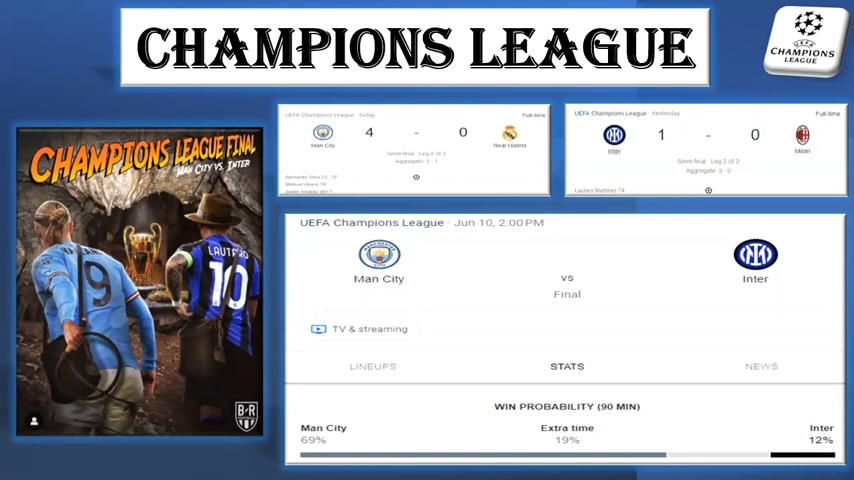 CHAMPIONS LEAGUE
UEFA
CHAMPIONS
LEAGUE
CHAMPIONS LEAGUE FINAL
MAN CITY VS. INTER
9
LAUTARO
10
B/R
UEFA Champions League · Today
Full-time
4 - 0
Man City
Real Madrid
Semi-final · Leg 2 of 2
UEFA Champions League · Yesterday
Full-time
1 - 0
Inter
Milan
Semi-final · Leg 2 of 2
Aggregate: 3 - 0
Lautaro Martínez 74'
UEFA Champions League · Jun 10, 2:00 PM
MANCHESTER
CITY
Man City
vs
Inter
Final
TV & streaming
LINEUPS
STATS
NEWS
WIN PROBABILITY (90 MIN)
Man City
Extra time
Inter
69%
19%
12%